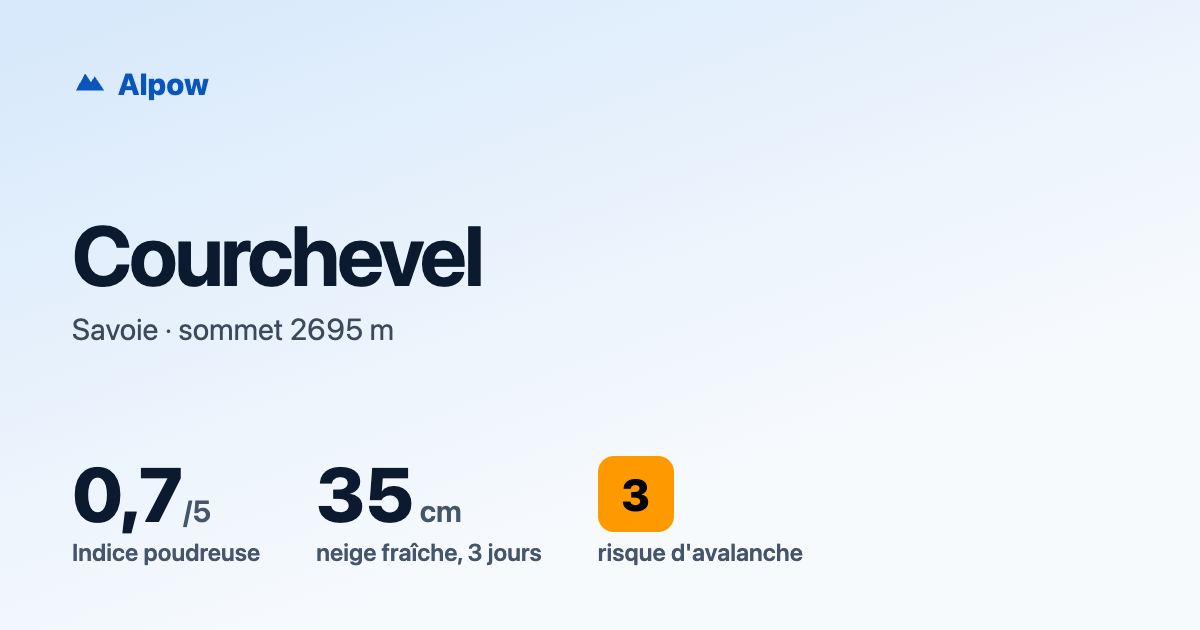 Alpow
Courchevel
Savoie · sommet 2695 m
0,7/5
Indice poudreuse
35 cm
neige fraîche, 3 jours
3
risque d'avalanche